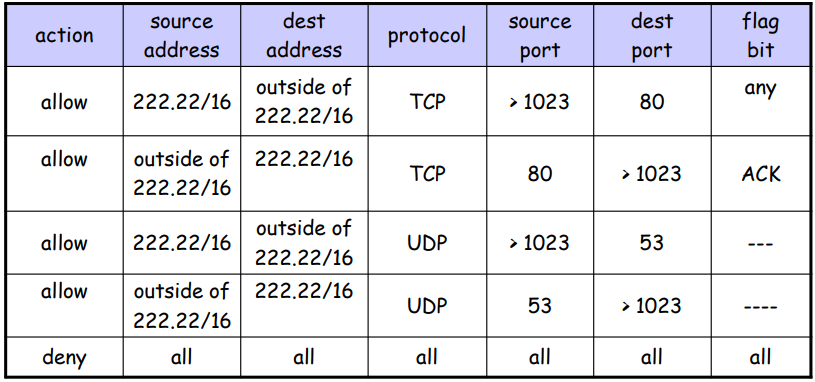 action source address dest address protocol source port dest port flag bit
allow 222.22/16 outside of 222.22/16 TCP > 1023 80 any
allow outside of 222.22/16 222.22/16 TCP 80 > 1023 ACK
allow 222.22/16 outside of 222.22/16 UDP > 1023 53 ---
allow outside of 222.22/16 222.22/16 UDP 53 > 1023 ----
deny all all all all all all